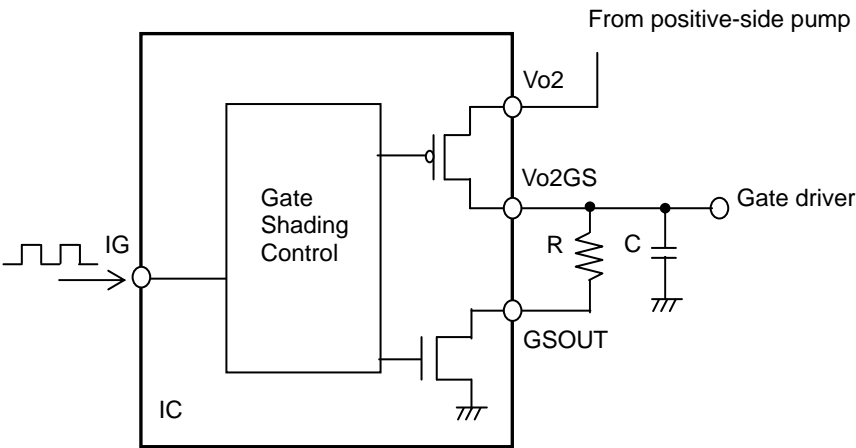 From positive-side pump
Vo2
Vo2GS
Gate driver
Gate
Shading
Control
IG
R
C
GSOUT
IC